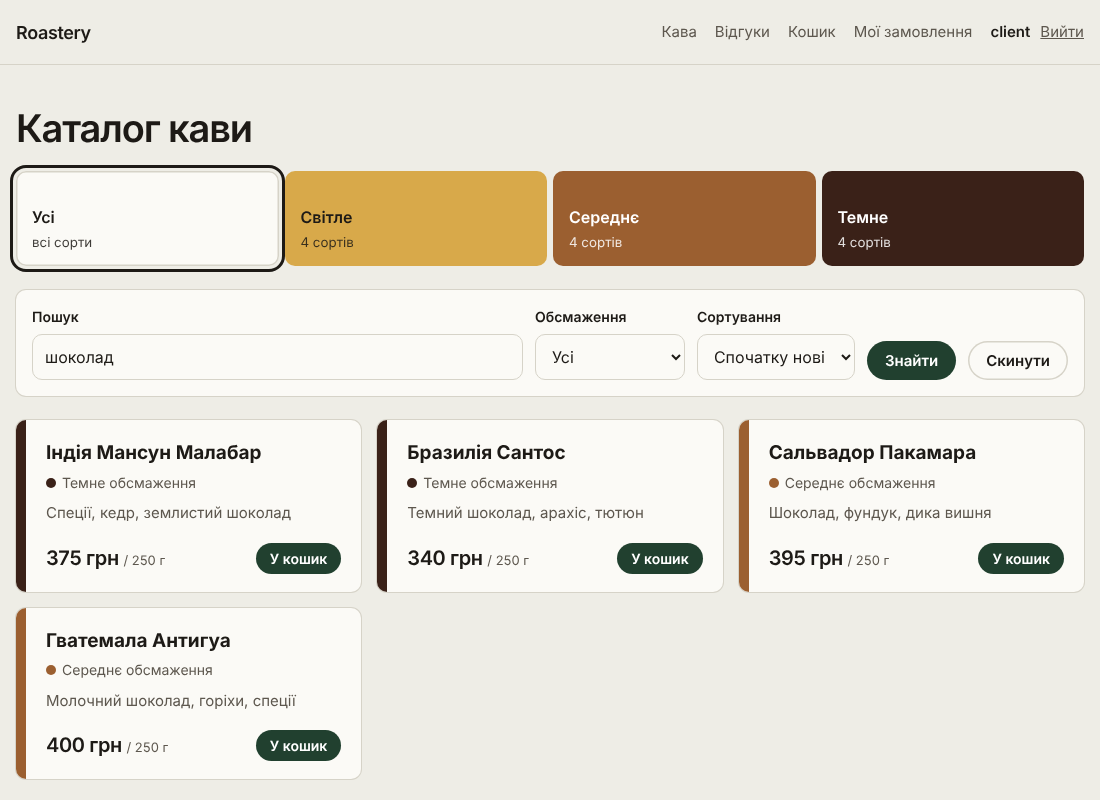 Roastery
Кава Відгуки Кошик Мої замовлення client Вийти
Каталог кави
Усі
всі сорти
Світле
4 сортів
Середнє
4 сортів
Темне
4 сортів
Пошук
шоколад
Обсмаження
Усі
Сортування
Спочатку нові
Знайти
Скинути
Індія Мансун Малабар
Темне обсмаження
Спеції, кедр, землистий шоколад
375 грн / 250 г
У кошик
Бразилія Сантос
Темне обсмаження
Темний шоколад, арахіс, тютюн
340 грн / 250 г
У кошик
Сальвадор Пакамара
Середнє обсмаження
Шоколад, фундук, дика вишня
395 грн / 250 г
У кошик
Гватемала Антигуа
Середнє обсмаження
Молочний шоколад, горіхи, спеції
400 грн / 250 г
У кошик